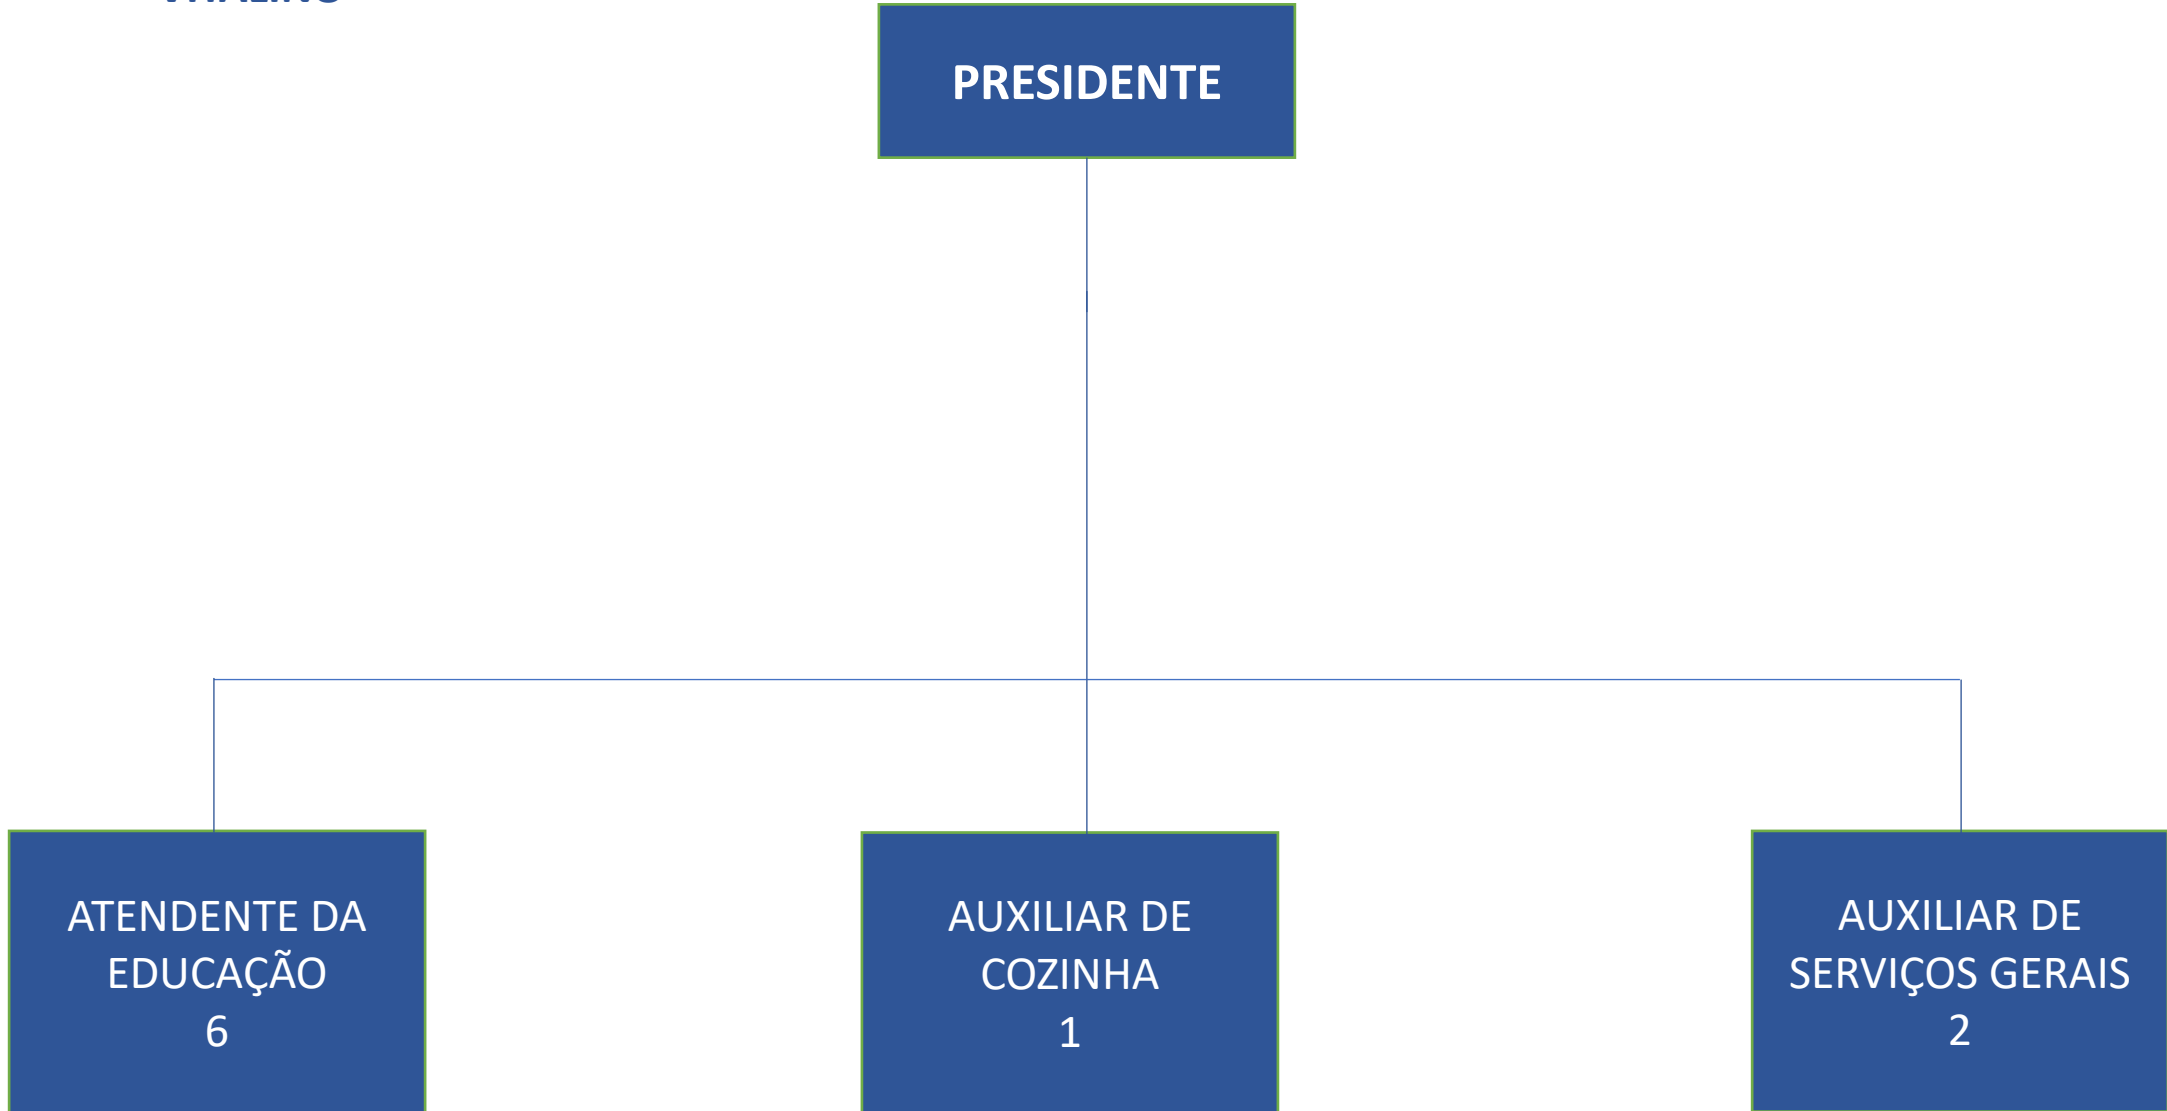 PRESIDENTE
ATENDENTE DA
EDUCAÇÃO
6
AUXILIAR DE
COZINHA
1
AUXILIAR DE
SERVIÇOS GERAIS
2